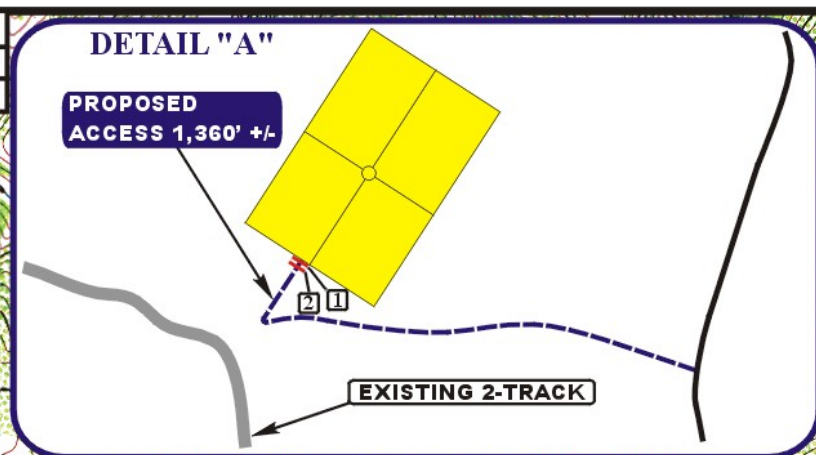 DETAIL "A"
PROPOSED
ACCESS 1,360' +/-
2 1
EXISTING 2-TRACK